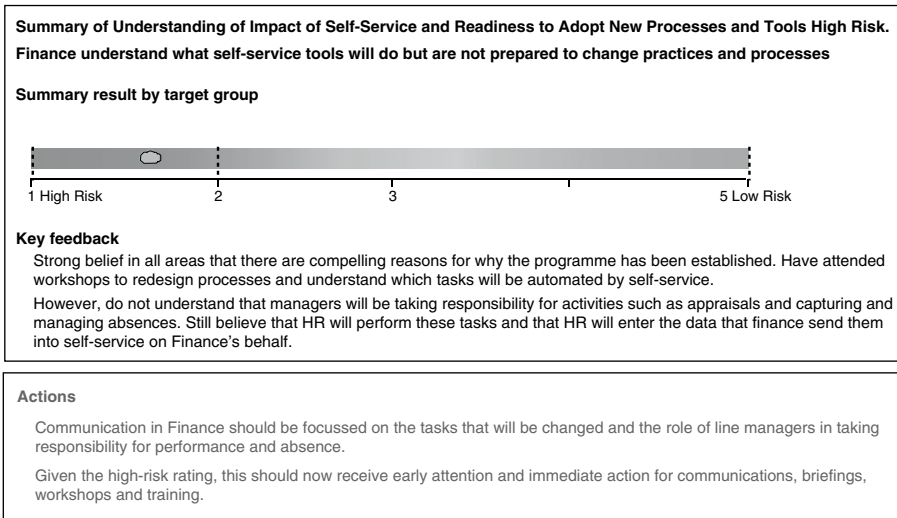 Summary of Understanding of Impact of Self-Service and Readiness to Adopt New Processes and Tools High Risk.
Finance understand what self-service tools will do but are not prepared to change practices and processes
Summary result by target group
1 High Risk 2 3 5 Low Risk
Key feedback
Strong belief in all areas that there are compelling reasons for why the programme has been established. Have attended
workshops to redesign processes and understand which tasks will be automated by self-service.
However, do not understand that managers will be taking responsibility for activities such as appraisals and capturing and
managing absences. Still believe that HR will perform these tasks and that HR will enter the data that finance send them
into self-service on Finance's behalf.
Actions
Communication in Finance should be focussed on the tasks that will be changed and the role of line managers in taking
responsibility for performance and absence.
Given the high-risk rating, this should now receive early attention and immediate action for communications, briefings,
workshops and training.